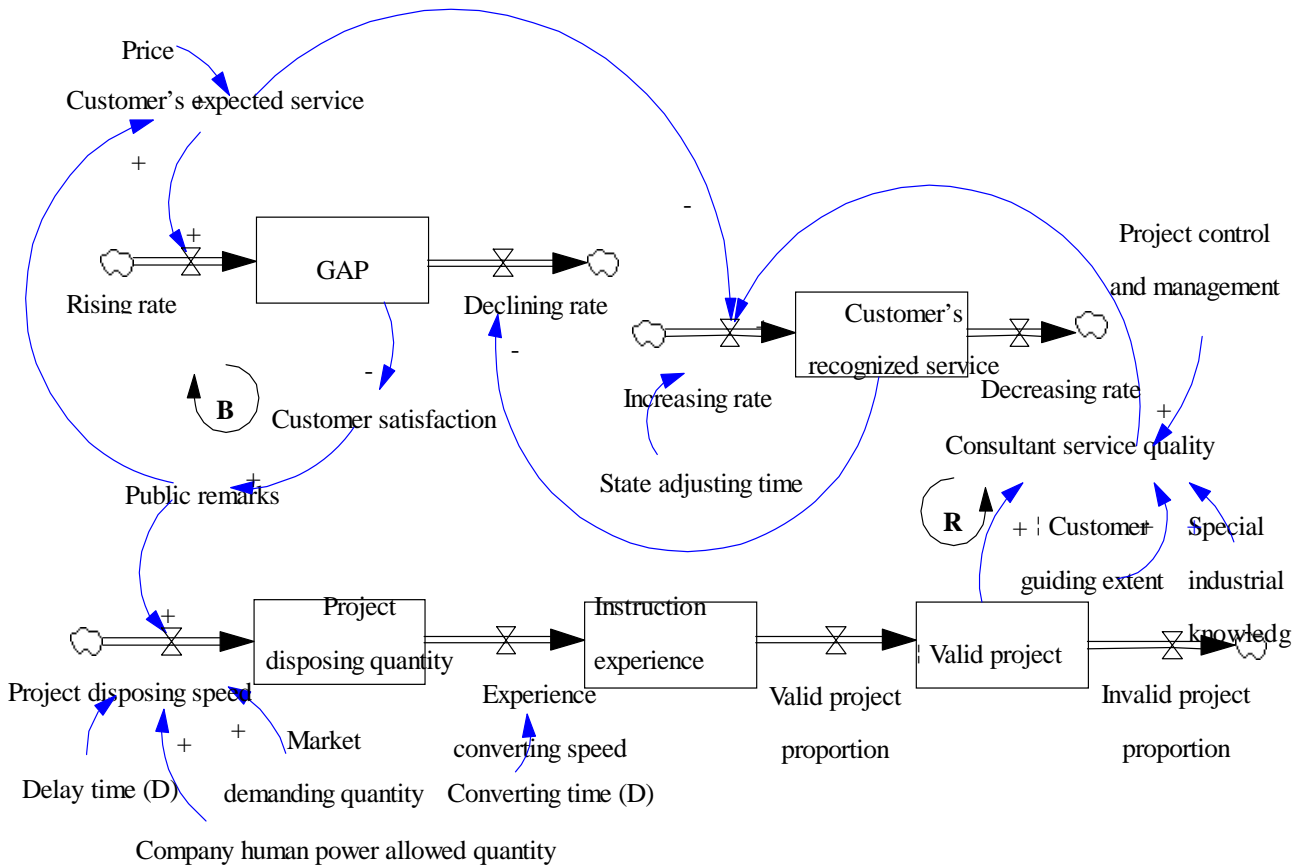 Price
Customer's expected service
+
+
+
-
GAP
Rising rate
Declining rate
-
-
B
Customer satisfaction
+
Public remarks
-
-
Customer's
recognized service
Increasing rate
Decreasing rate
State adjusting time
Project control
and management
+
Consultant service quality
R
+
Customer
guiding extent
+
+
Special
industrial
knowledg
+
Project
disposing quantity
Project disposing speed
Instruction
experience
Experience
converting speed
Valid project
proportion
Valid project
Invalid project
proportion
+
+
Market
demanding quantity
Delay time (D)
Converting time (D)
Company human power allowed quantity